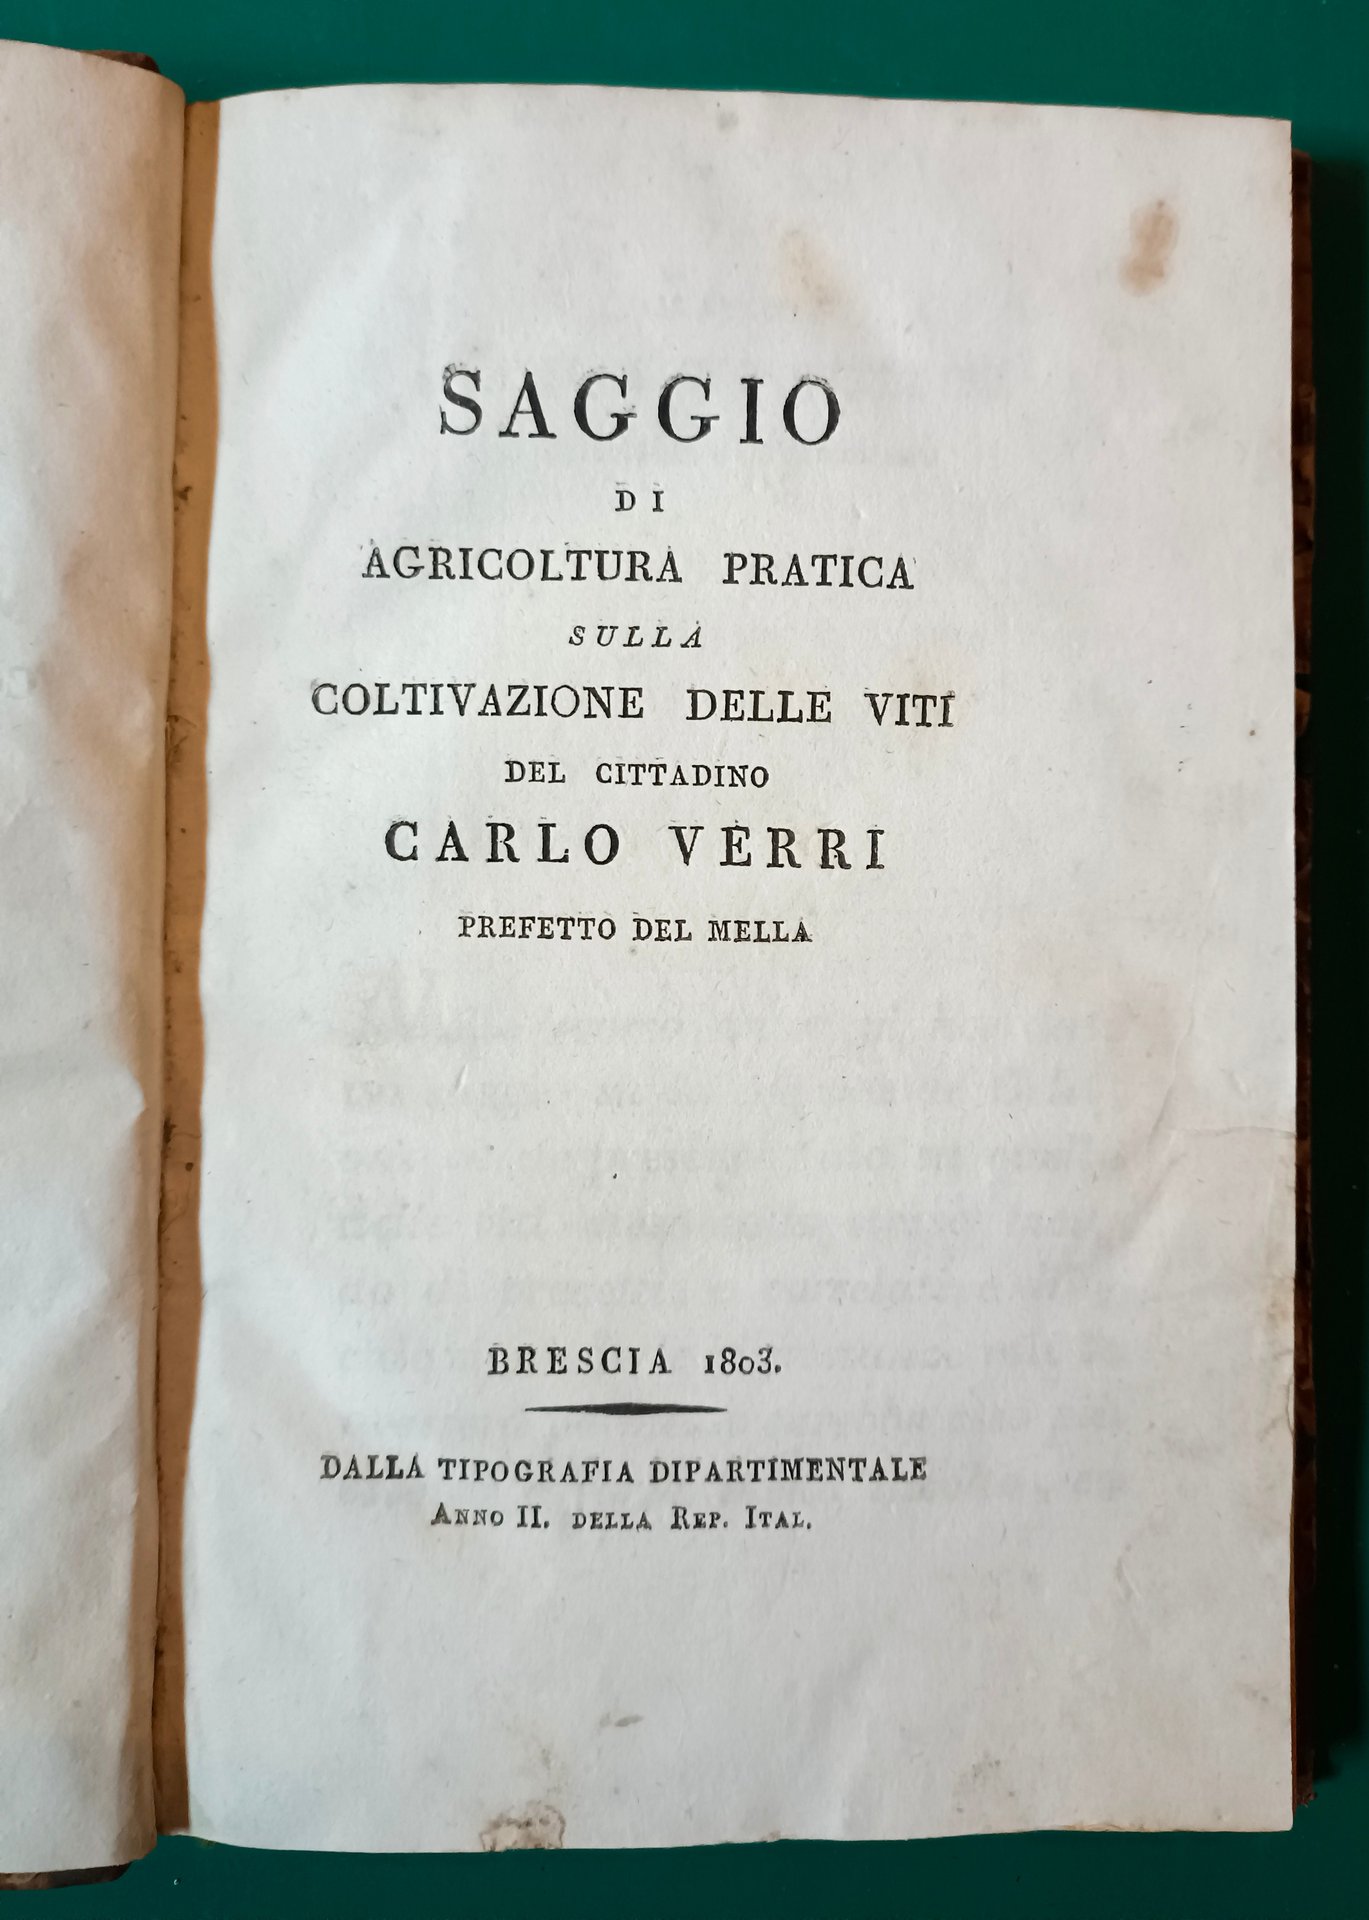 SAGGIO
DI
AGRICOLTURA PRATICA
SULLA
COLTIVAZIONE DELLE VITI
DEL CITTADINO
CARLO VERRI
PREFETTO DEL MELLA
BRESCIA 1803.
DALLA TIPOGRAFIA DIPARTIMENTALE
ANNO II. DELLA REP. ITAL.